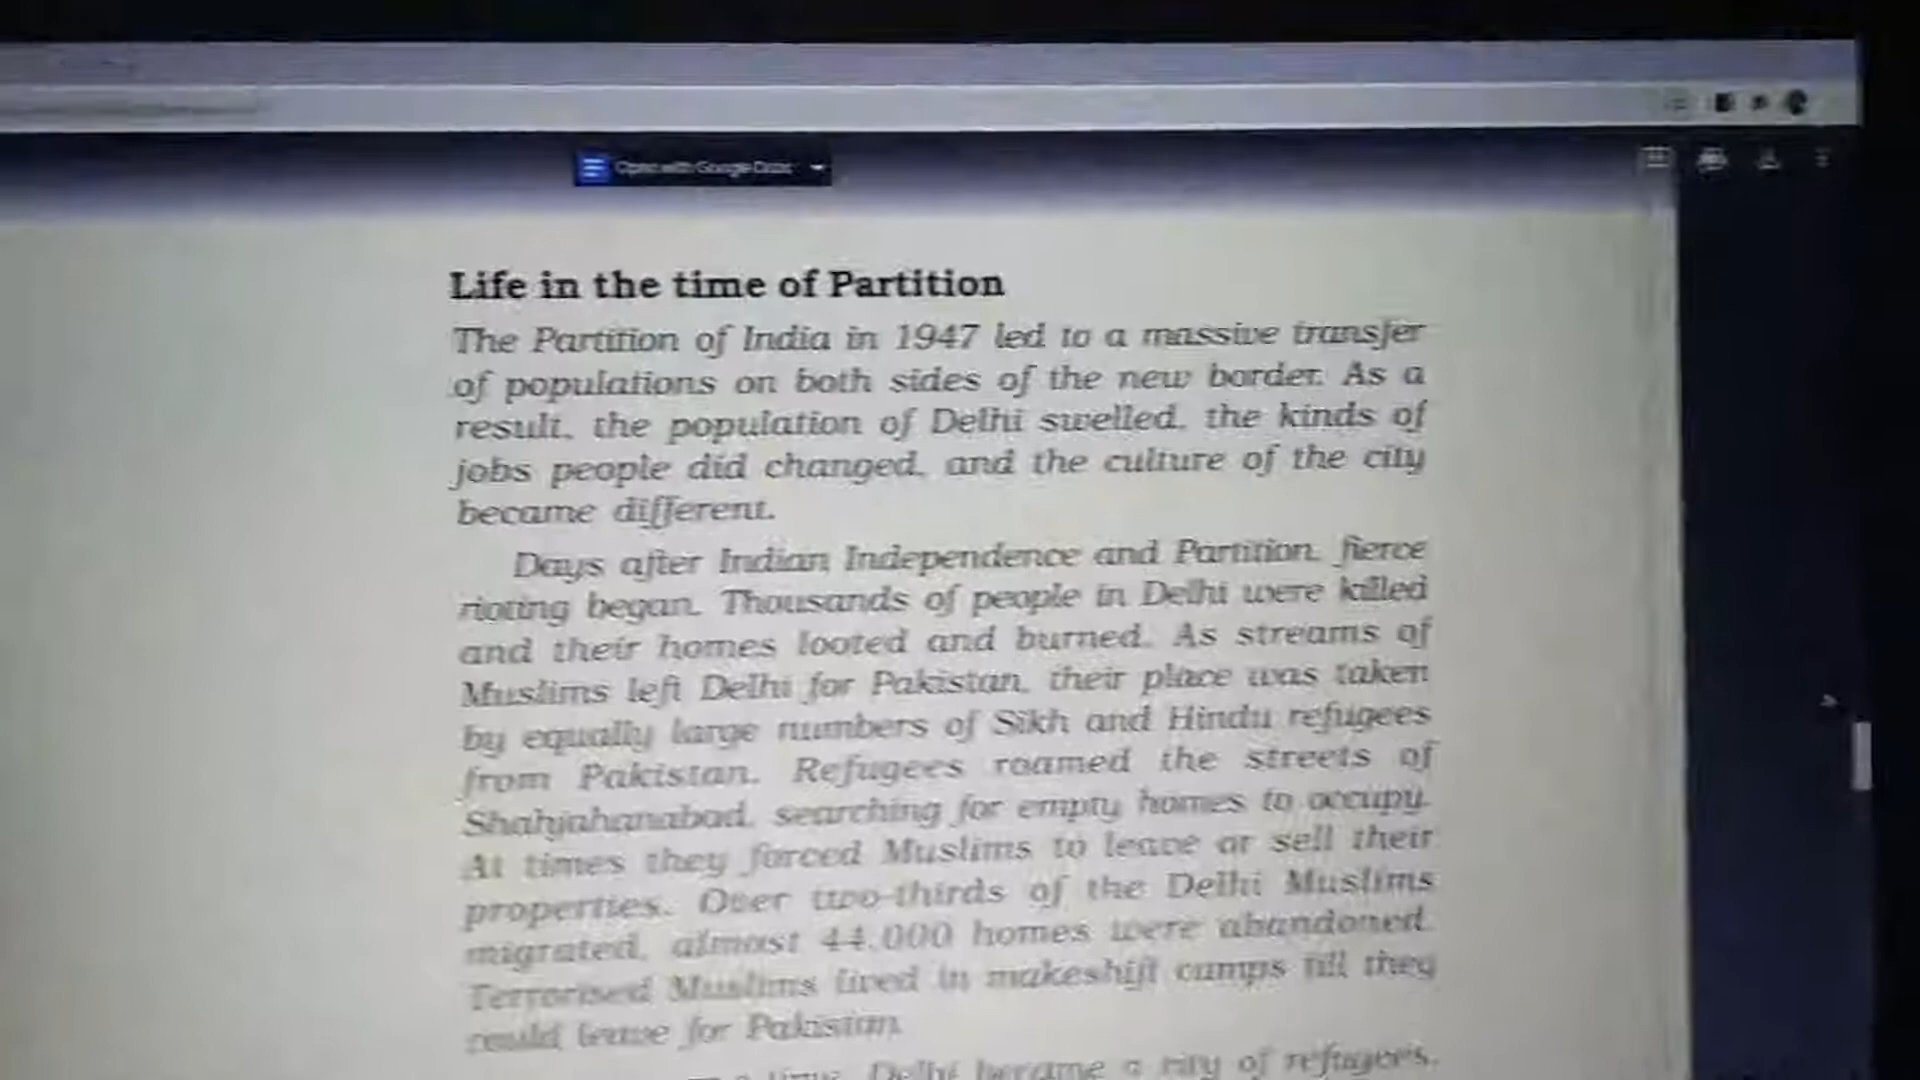 Open with Google Docs
Life in the time of Partition
The Partition of India in 1947 led to a massive transfer
of populations on both sides of the new border. As a
result, the population of Delhi swelled, the kinds of
jobs people did changed, and the culture of the city
became different.
Days after Indian Independence and Partition, fierce
rioting began. Thousands of people in Delhi were killed
and their homes looted and burned. As streams of
Muslims left Delhi for Pakistan, their place was taken
by equally large numbers of Sikh and Hindu refugees
from Pakistan. Refugees roamed the streets of
Shahjahanabad, searching for empty homes to occupy.
At times they forced Muslims to leave or sell their
properties. Over two-thirds of the Delhi Muslims
migrated, almost 44,000 homes were abandoned.
Terrorised Muslims lived in makeshift camps till they
could leave for Pakistan.
time, Delhi became a city of refugees.